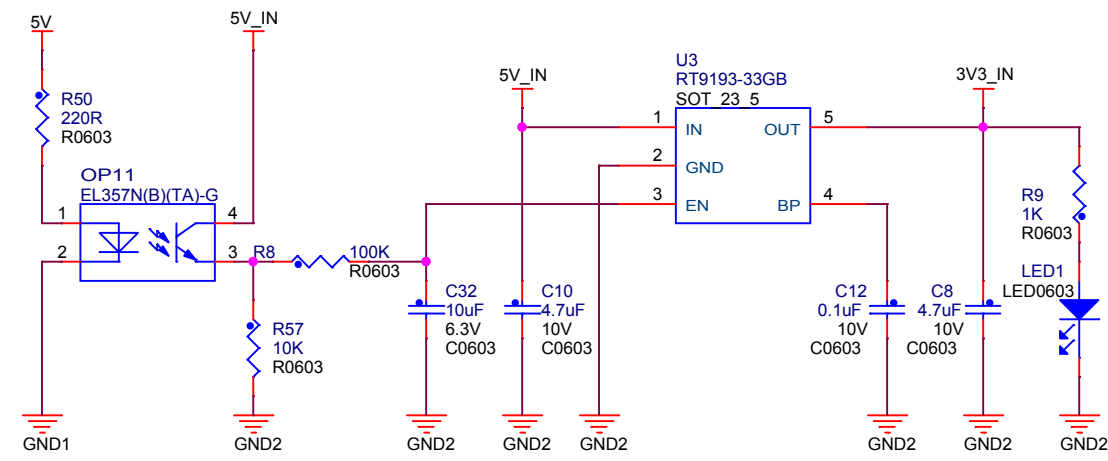 5V
5V_IN
R50
220R
R0603
OP11
EL357N(B)(TA)-G
1
2
4
3
R8
100K
R0603
R57
10K
R0603
C32
10uF
6.3V
C0603
5V_IN
C10
4.7uF
10V
C0603
U3
RT9193-33GB
SOT_23_5
1
IN
OUT
5
2
GND
3
EN
BP
4
3V3_IN
C12
0.1uF
10V
C0603
C8
4.7uF
10V
C0603
R9
1K
R0603
LED1
LED0603
GND1
GND2
GND2
GND2
GND2
GND2
GND2
GND2